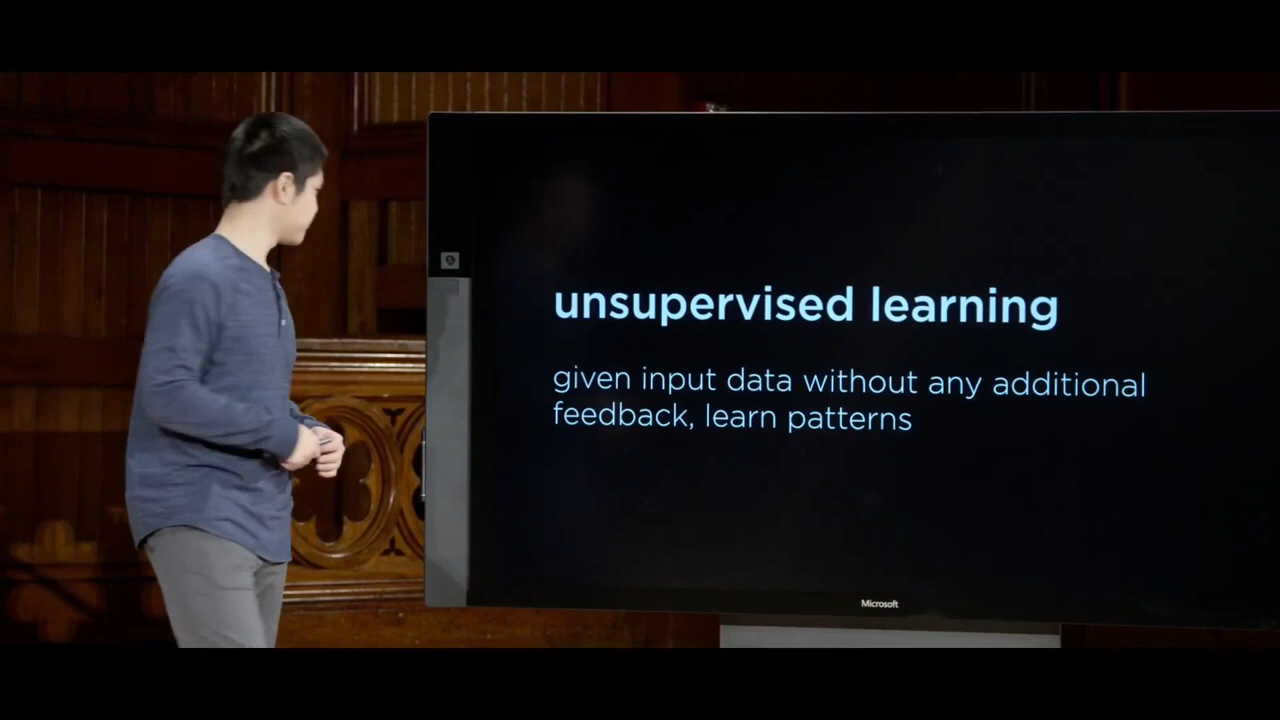 unsupervised learning
given input data without any additional
feedback, learn patterns
Microsoft